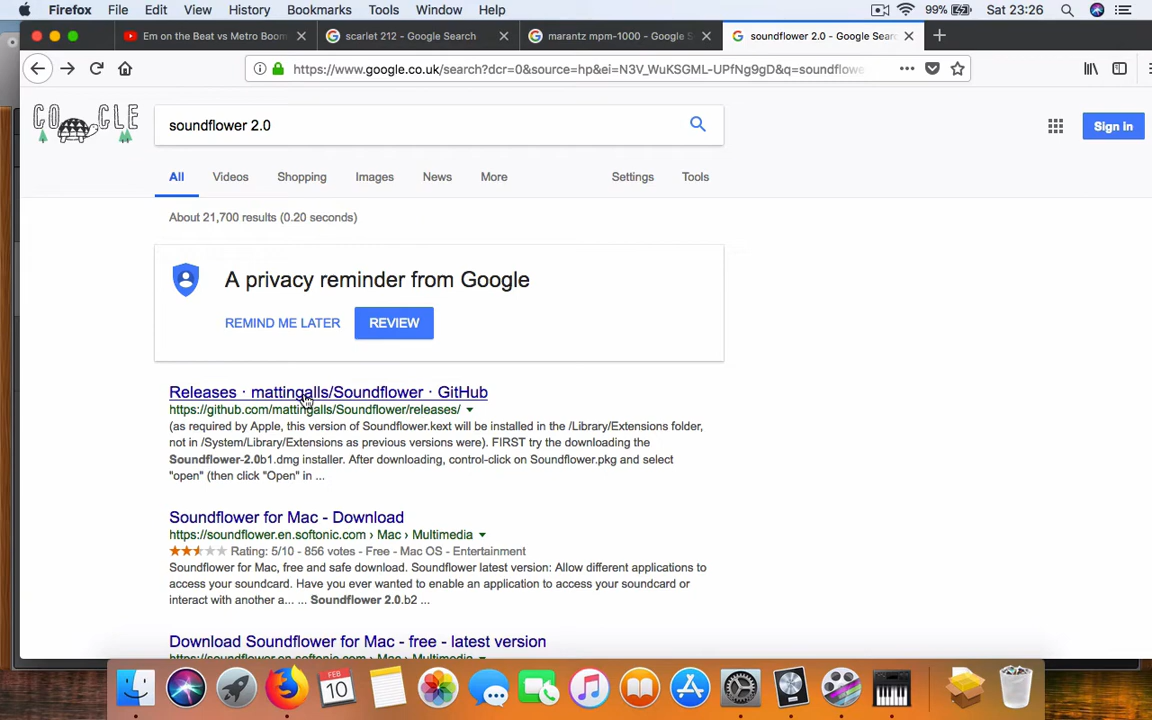 Firefox File Edit View History Bookmarks Tools Window Help 99% Sat 23:26
Em on the Beat vs Metro Boom
scarlet 212 - Google Search
marantz mpm-1000 - Google S
soundflower 2.0 - Google Sear
https://www.google.co.uk/search?dcr=0&source=hp&ei=N3V_WuKSGML-UPfNg9gD&q=soundflowe
soundflower 2.0
Sign in
All Videos Shopping Images News More Settings Tools
About 21,700 results (0.20 seconds)
A privacy reminder from Google
REMIND ME LATER REVIEW
Releases · mattingalls/Soundflower · GitHub
https://github.com/mattingalls/Soundflower/releases/
(as required by Apple, this version of Soundflower.kext will be installed in the /Library/Extensions folder,
not in /System/Library/Extensions as previous versions were). FIRST try the downloading the
Soundflower-2.0b1.dmg installer. After downloading, control-click on Soundflower.pkg and select
"open" (then click "Open" in ...
Soundflower for Mac - Download
https://soundflower.en.softonic.com › Mac › Multimedia
Rating: 5/10 - 856 votes - Free - Mac OS - Entertainment
Soundflower for Mac, free and safe download. Soundflower latest version: Allow different applications to
access your soundcard. Have you ever wanted to enable an application to access your soundcard or
interact with another a... ... Soundflower 2.0.b2 ...
Download Soundflower for Mac - free - latest version
https://soundflower.en.softonic.com › Mac › Multimedia
FEB
10